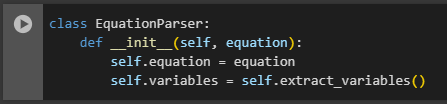 class EquationParser:
    def __init__(self, equation):
        self.equation = equation
        self.variables = self.extract_variables()